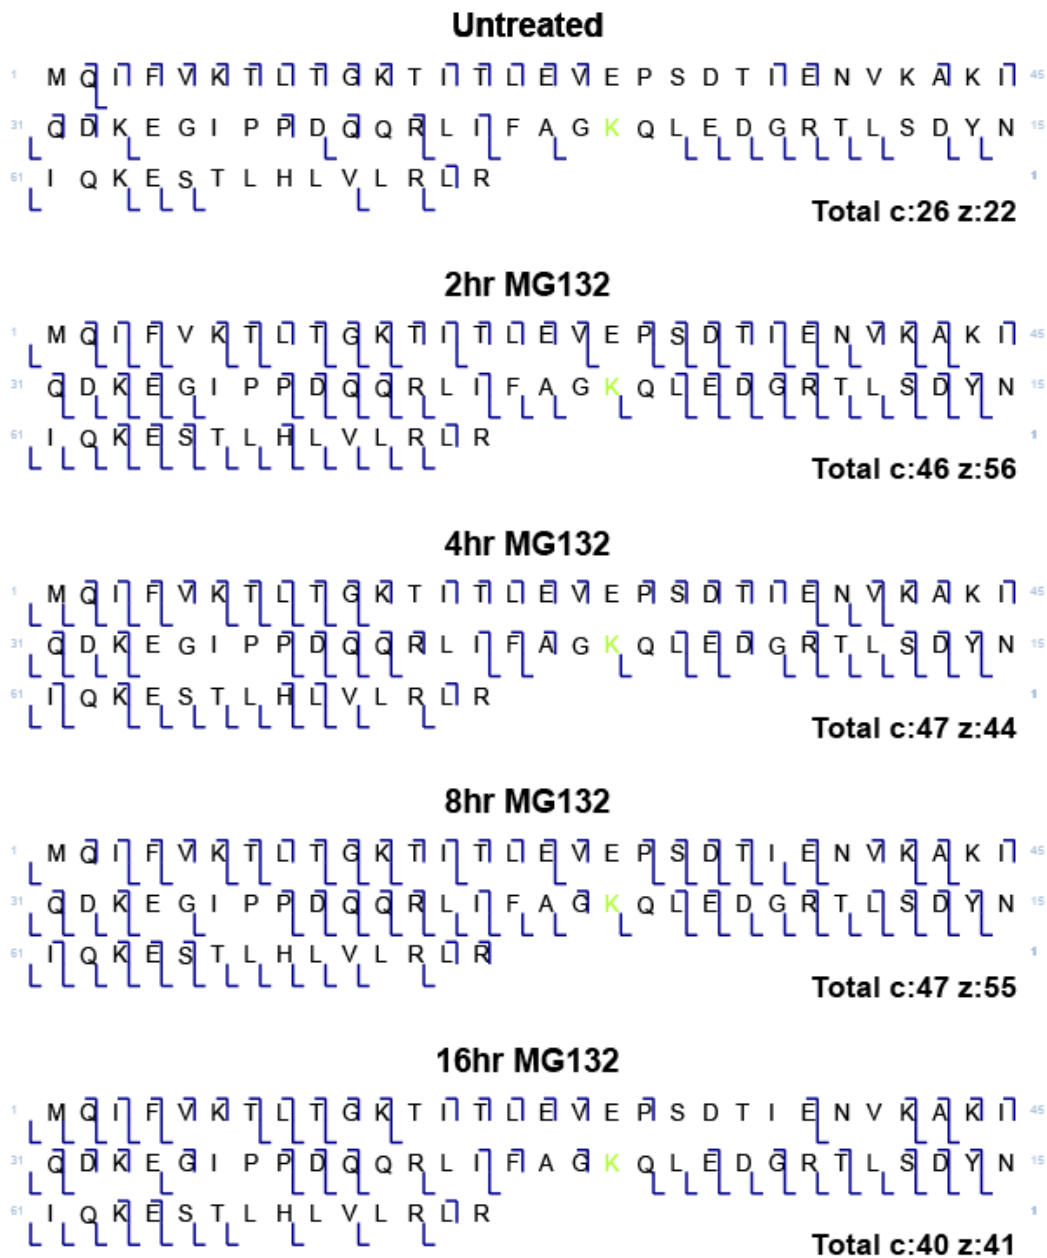 Untreated
1 M Q I F V K T L T G K T I T L E V E P S D T I E N V K A K I 45
31 Q D K E G I P P D Q Q R L I F A G K Q L E D G R T L S D Y N 15
61 I Q K E S T L H L V L R L R 1
Total c:26 z:22
2hr MG132
1 M Q I F V K T L T G K T I T L E V E P S D T I E N V K A K I 45
31 Q D K E G I P P D Q Q R L I F A G K Q L E D G R T L S D Y N 15
61 I Q K E S T L H L V L R L R 1
Total c:46 z:56
4hr MG132
1 M Q I F V K T L T G K T I T L E V E P S D T I E N V K A K I 45
31 Q D K E G I P P D Q Q R L I F A G K Q L E D G R T L S D Y N 15
61 I Q K E S T L H L V L R L R 1
Total c:47 z:44
8hr MG132
1 M Q I F V K T L T G K T I T L E V E P S D T I E N V K A K I 45
31 Q D K E G I P P D Q Q R L I F A G K Q L E D G R T L S D Y N 15
61 I Q K E S T L H L V L R L R 1
Total c:47 z:55
16hr MG132
1 M Q I F V K T L T G K T I T L E V E P S D T I E N V K A K I 45
31 Q D K E G I P P D Q Q R L I F A G K Q L E D G R T L S D Y N 15
61 I Q K E S T L H L V L R L R 1
Total c:40 z:41